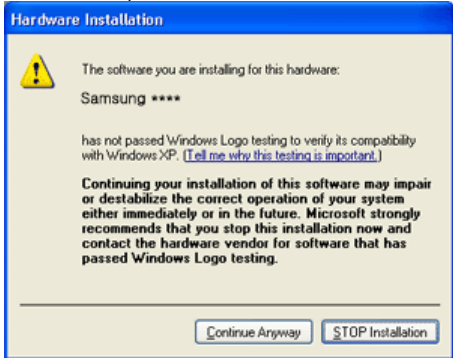 Hardware Installation
The software you are installing for this hardware:
Samsung ****
has not passed Windows Logo testing to verify its compatibility
with Windows XP. (Tell me why this testing is important.)
Continuing your installation of this software may impair
or destabilize the correct operation of your system
either immediately or in the future. Microsoft strongly
recommends that you stop this installation now and
contact the hardware vendor for software that has
passed Windows Logo testing.
Continue Anyway STOP Installation